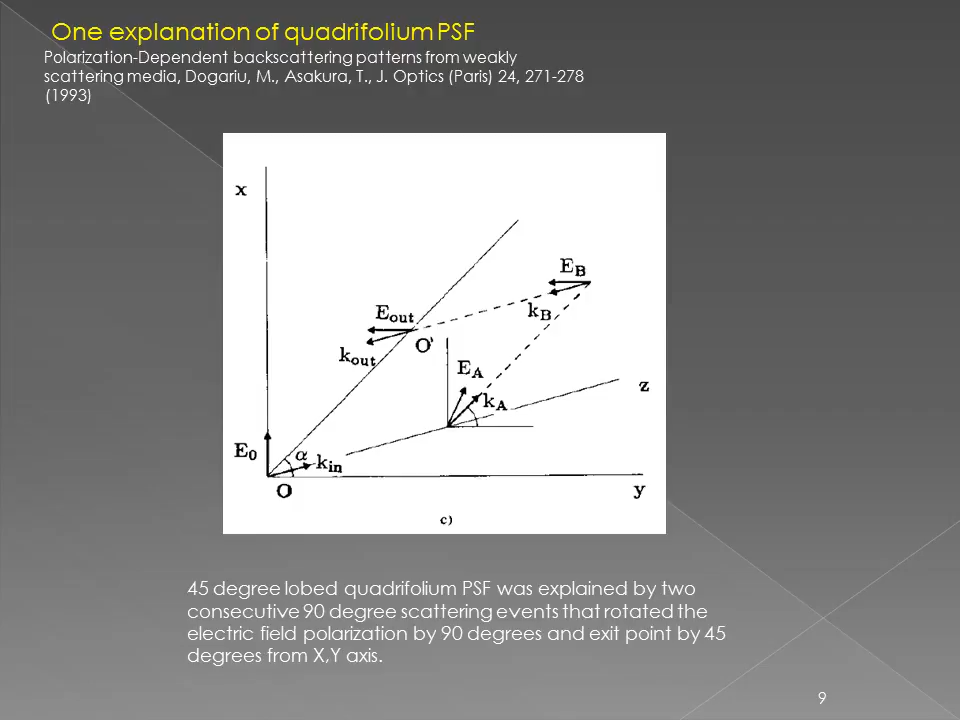 One explanation of quadrifolium PSF
Polarization-Dependent backscattering patterns from weakly
scattering media, Dogariu, M., Asakura, T., J. Optics (Paris) 24, 271-278
(1993)
x
E_B
E_out
k_B
k_out
O'
E_A
z
k_A
E_0
α
k_in
O
y
c)
45 degree lobed quadrifolium PSF was explained by two
consecutive 90 degree scattering events that rotated the
electric field polarization by 90 degrees and exit point by 45
degrees from X,Y axis.
9